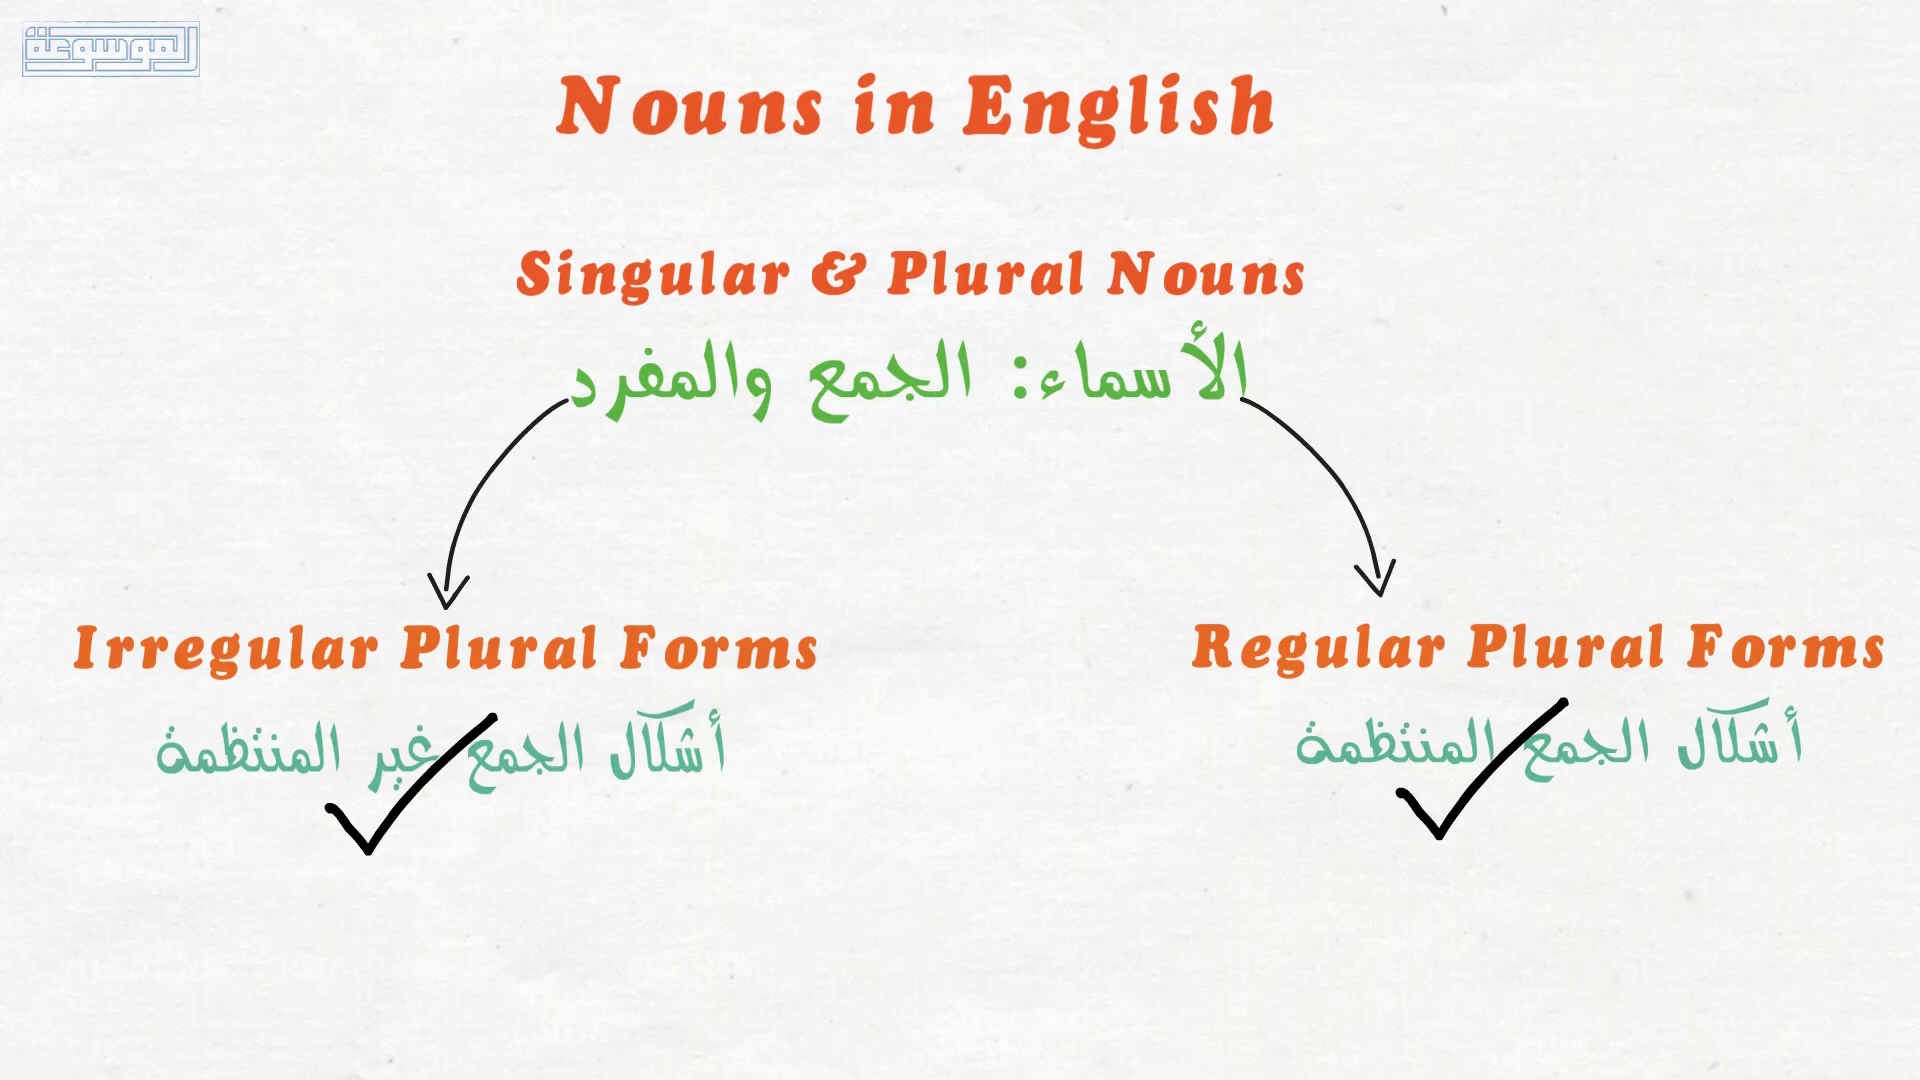 الموسوعة
Nouns in English
Singular & Plural Nouns
الأسماء: الجمع والمفرد
Irregular Plural Forms
أشكال الجمع غير المنتظمة
Regular Plural Forms
أشكال الجمع المنتظمة